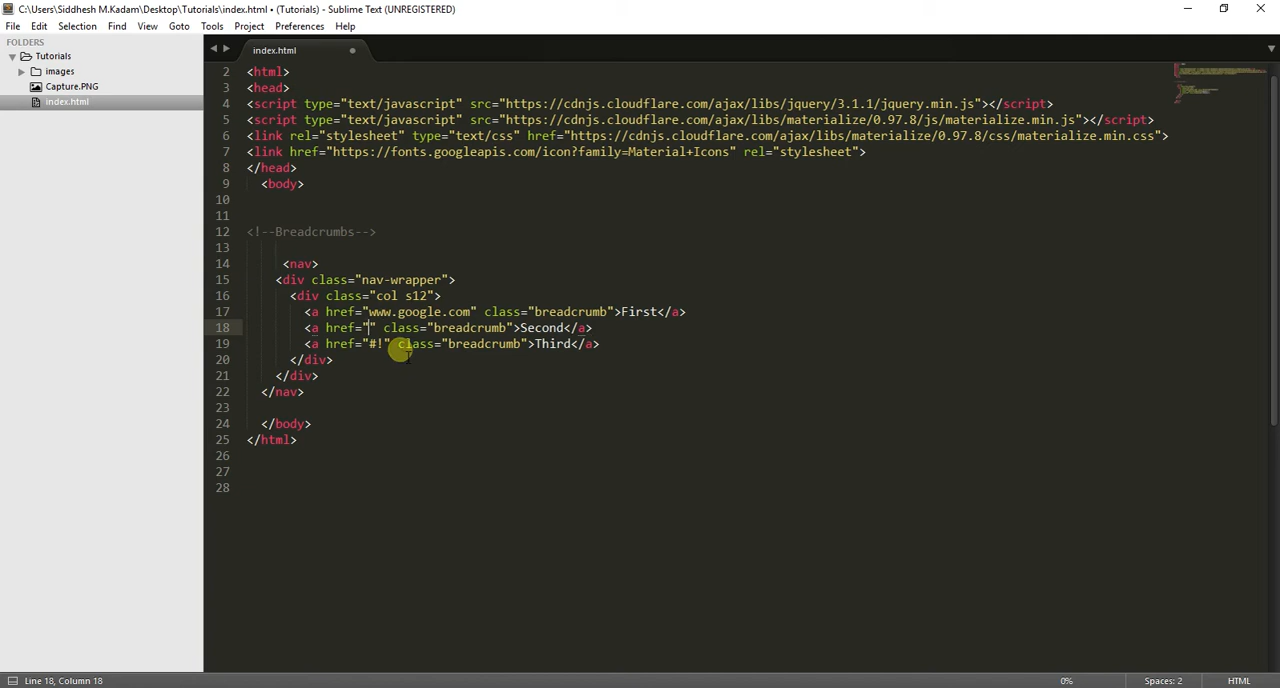 C:\Users\Siddhesh M.Kadam\Desktop\Tutorials\index.html • (Tutorials) - Sublime Text (UNREGISTERED)
File Edit Selection Find View Goto Tools Project Preferences Help
FOLDERS
Tutorials
images
Capture.PNG
index.html
index.html
2 <html>
3 <head>
4 <script type="text/javascript" src="https://cdnjs.cloudflare.com/ajax/libs/jquery/3.1.1/jquery.min.js"></script>
5 <script type="text/javascript" src="https://cdnjs.cloudflare.com/ajax/libs/materialize/0.97.8/js/materialize.min.js"></script>
6 <link rel="stylesheet" type="text/css" href="https://cdnjs.cloudflare.com/ajax/libs/materialize/0.97.8/css/materialize.min.css">
7 <link href="https://fonts.googleapis.com/icon?family=Material+Icons" rel="stylesheet">
8 </head>
9 <body>
10
11
12 <!--Breadcrumbs-->
13
14 <nav>
15 <div class="nav-wrapper">
16 <div class="col s12">
17 <a href="www.google.com" class="breadcrumb">First</a>
18 <a href="" class="breadcrumb">Second</a>
19 <a href="#!" class="breadcrumb">Third</a>
20 </div>
21 </div>
22 </nav>
23
24 </body>
25 </html>
26
27
28
Line 18, Column 18 0% Spaces: 2 HTML